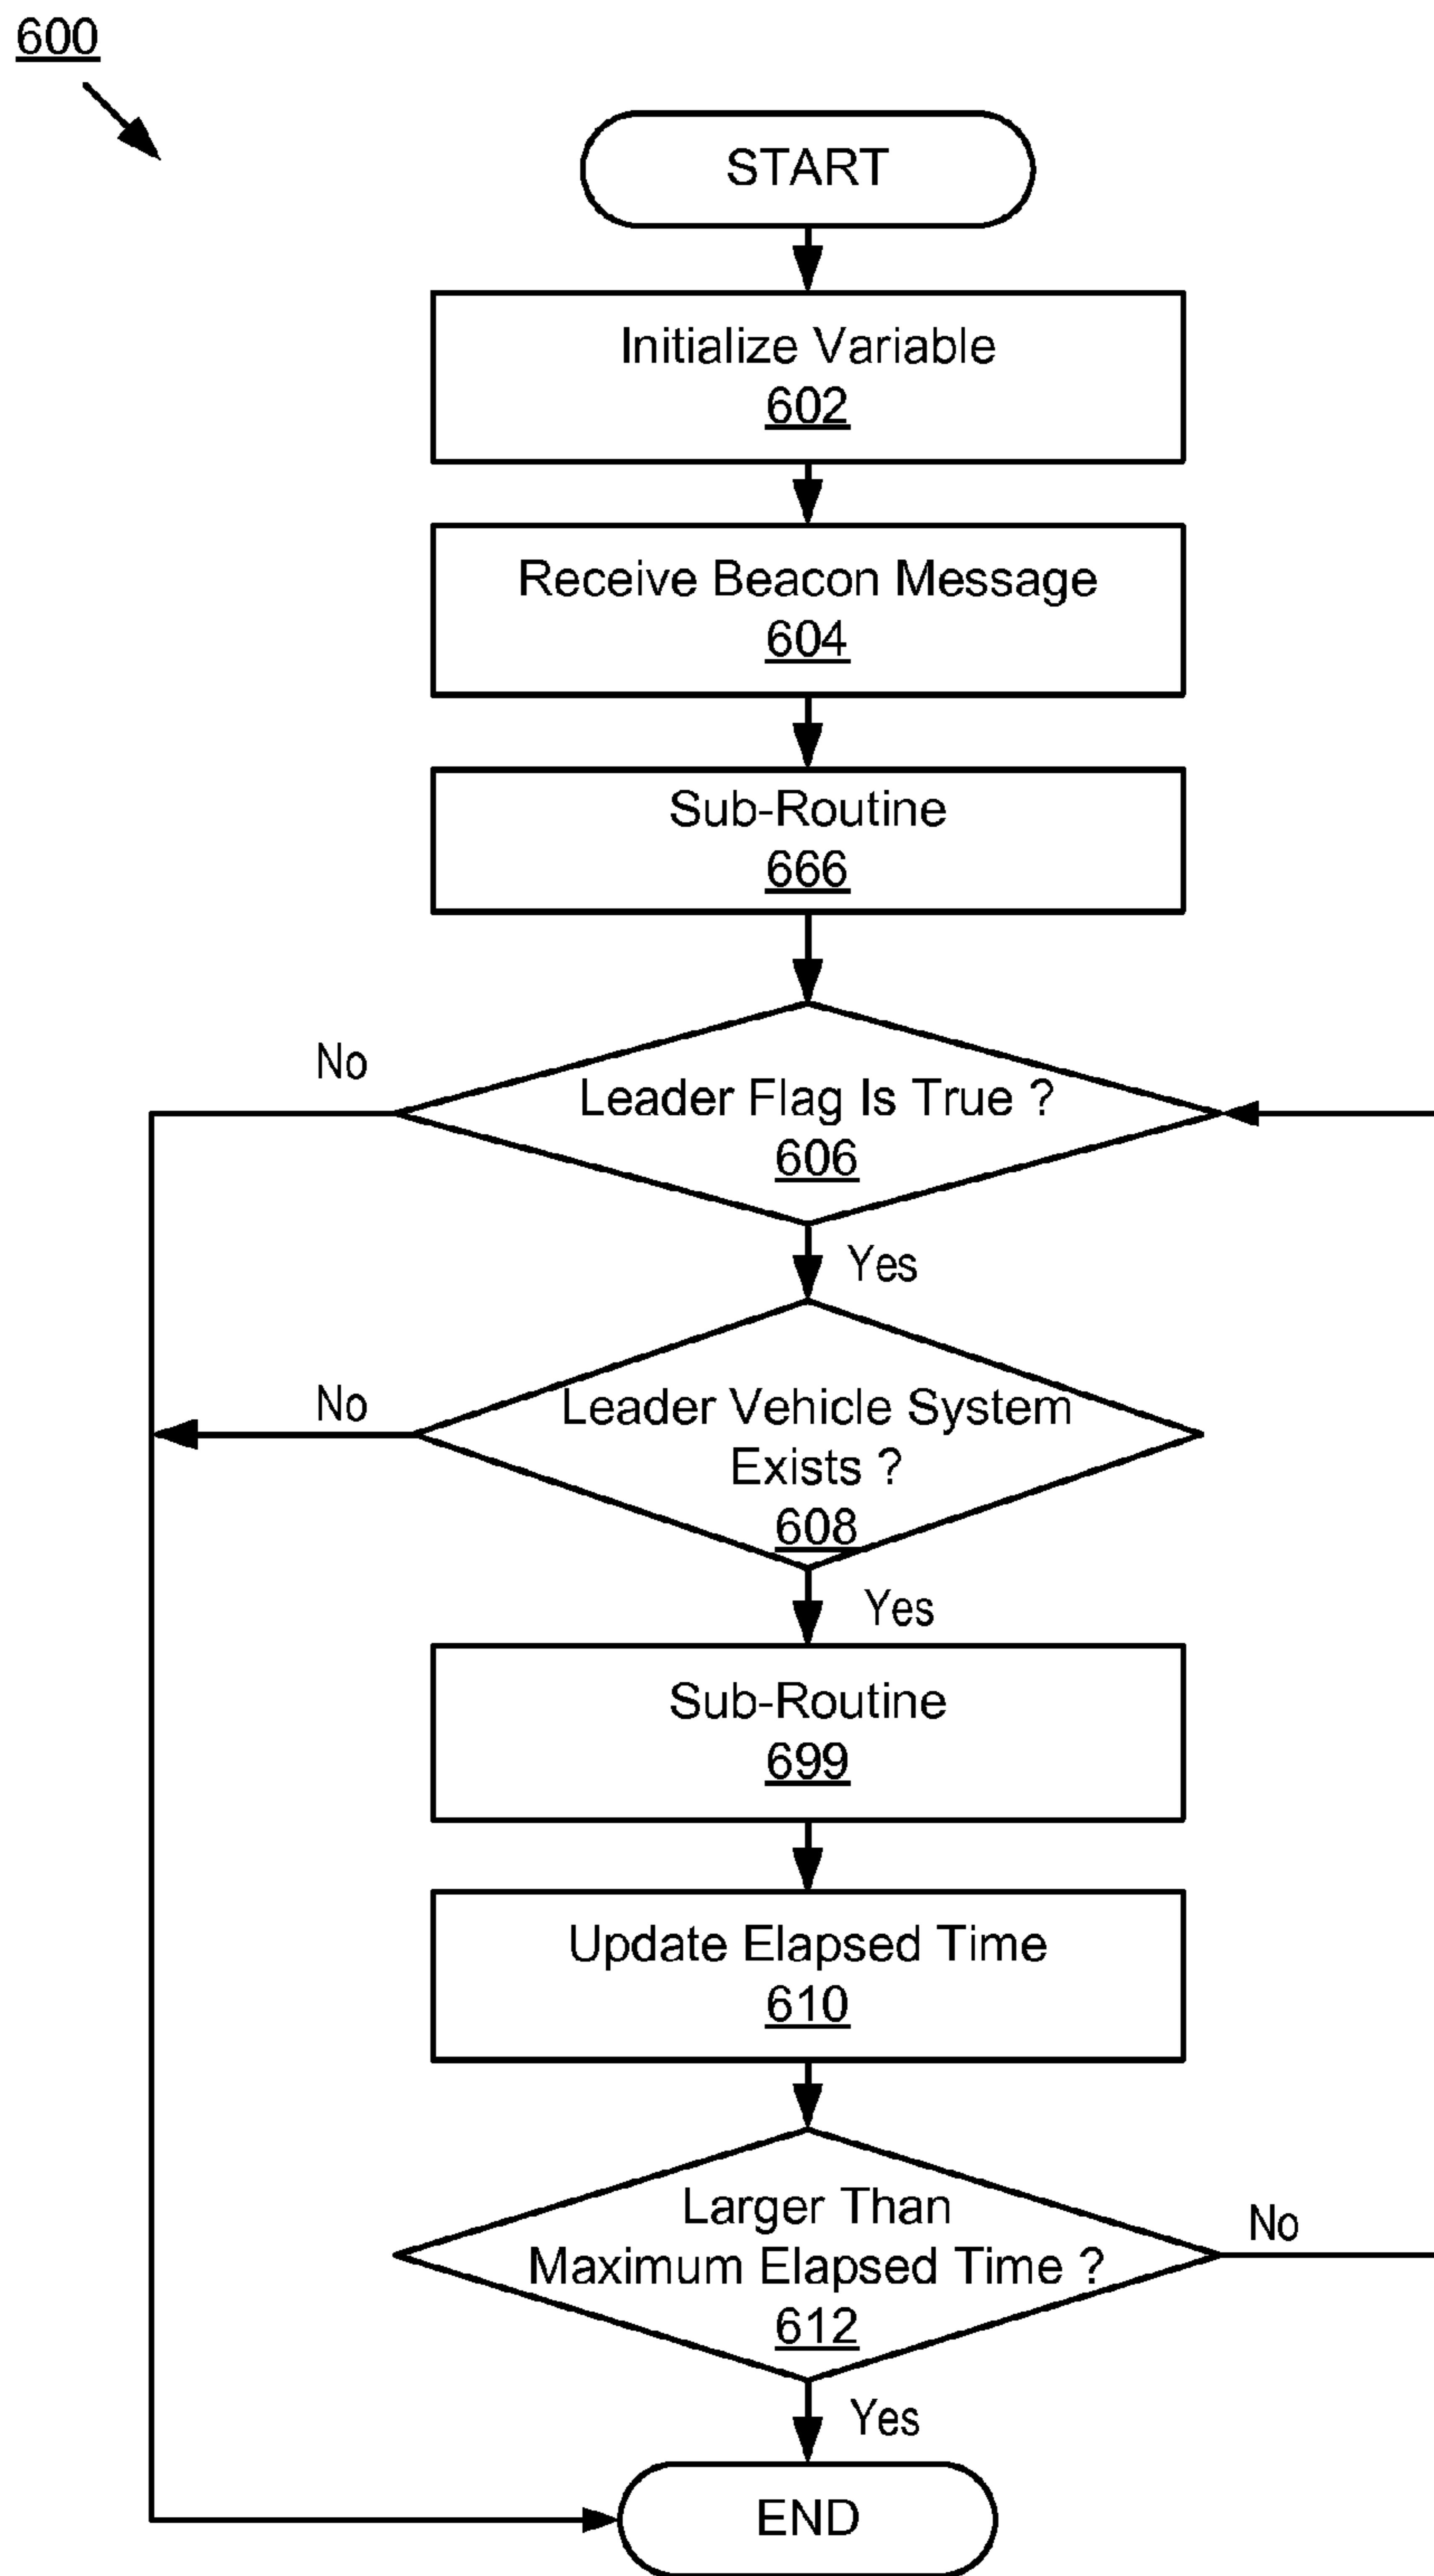 600
START
Initialize Variable
602
Receive Beacon Message
604
Sub-Routine
666
No
Leader Flag Is True ?
606
Yes
No
Leader Vehicle System
Exists ?
608
Yes
Sub-Routine
699
Update Elapsed Time
610
Larger Than
Maximum Elapsed Time ?
612
No
Yes
END